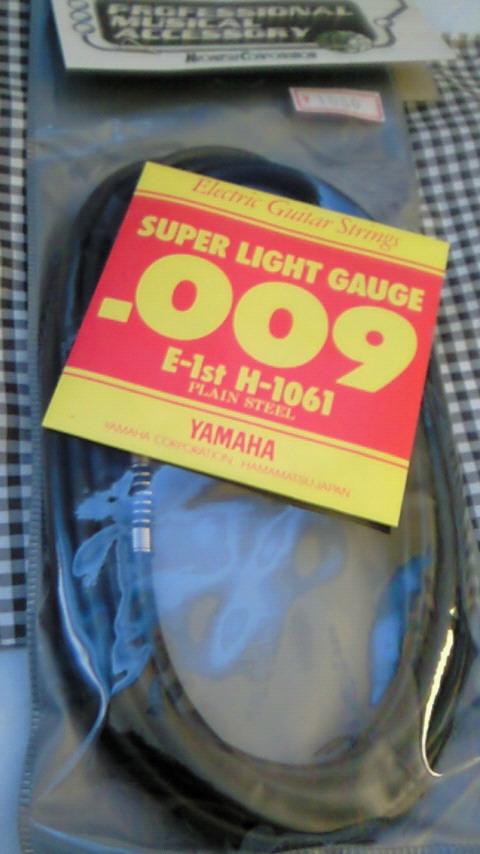 PROFESSIONAL
MUSICAL
ACCESSORY
Electric Guitar Strings
SUPER LIGHT GAUGE
.009
E-1st H-1061
PLAIN STEEL
YAMAHA
YAMAHA CORPORATION HAMAMATSU JAPAN